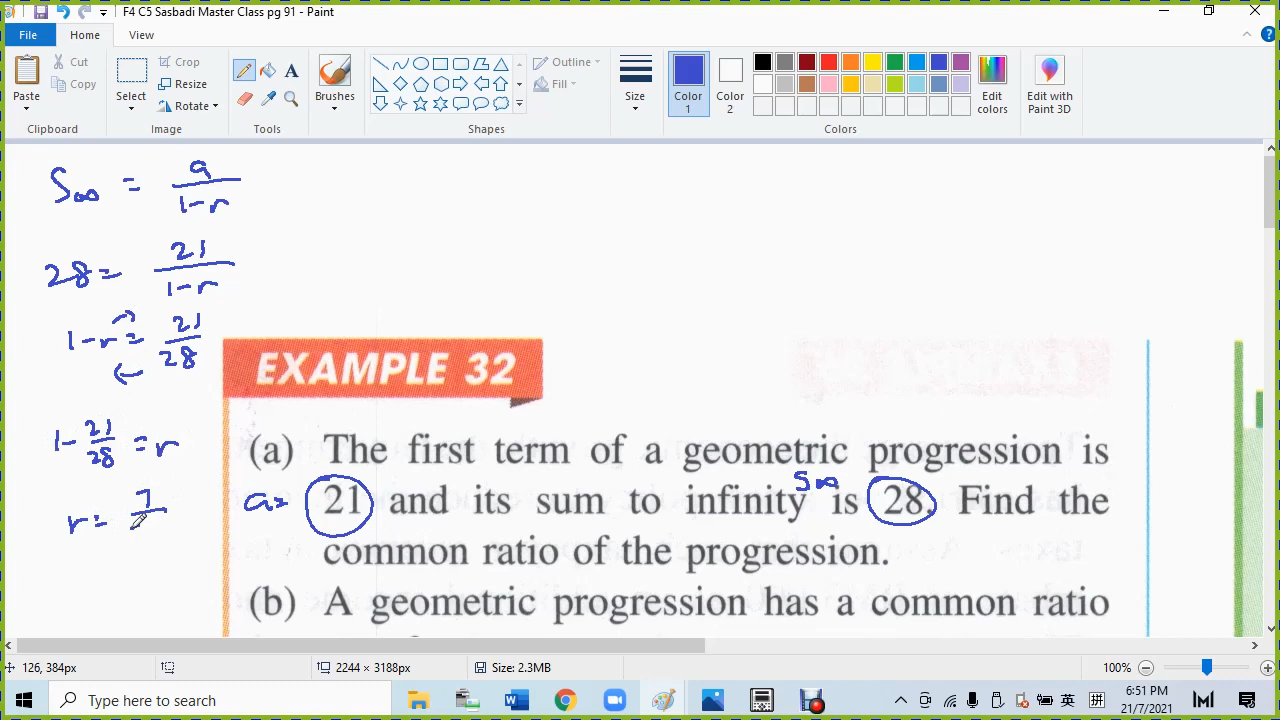 F4 C5 Sasbadi Master Class pg 91 - Paint
File Home View
Paste
Cut
Copy
Clipboard
Select
Crop
Resize
Rotate
Image
A
Tools
Brushes
Outline
Fill
Shapes
Size
Color 1
Color 2
Edit colors
Colors
Edit with Paint 3D
S∞ = a/(1-r)
28 = 21/(1-r)
1-r = 21/28
1 - 21/28 = r
r = 7/
EXAMPLE 32
(a) The first term of a geometric progression is
S∞
a= 21 and its sum to infinity is 28. Find the
common ratio of the progression.
(b) A geometric progression has a common ratio
126, 384px
2244 × 3188px
Size: 2.3MB
100%
Type here to search
英
拼
6:51 PM
21/7/2021